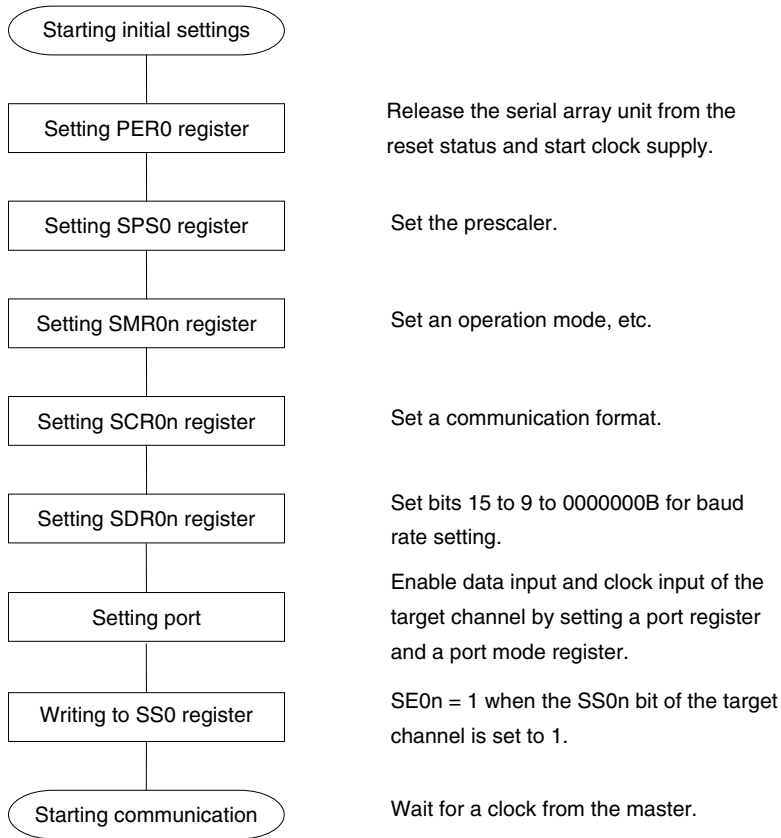 Starting initial settings
Setting PER0 register
Release the serial array unit from the
reset status and start clock supply.
Setting SPS0 register
Set the prescaler.
Setting SMR0n register
Set an operation mode, etc.
Setting SCR0n register
Set a communication format.
Setting SDR0n register
Set bits 15 to 9 to 0000000B for baud
rate setting.
Setting port
Enable data input and clock input of the
target channel by setting a port register
and a port mode register.
Writing to SS0 register
SE0n = 1 when the SS0n bit of the target
channel is set to 1.
Starting communication
Wait for a clock from the master.